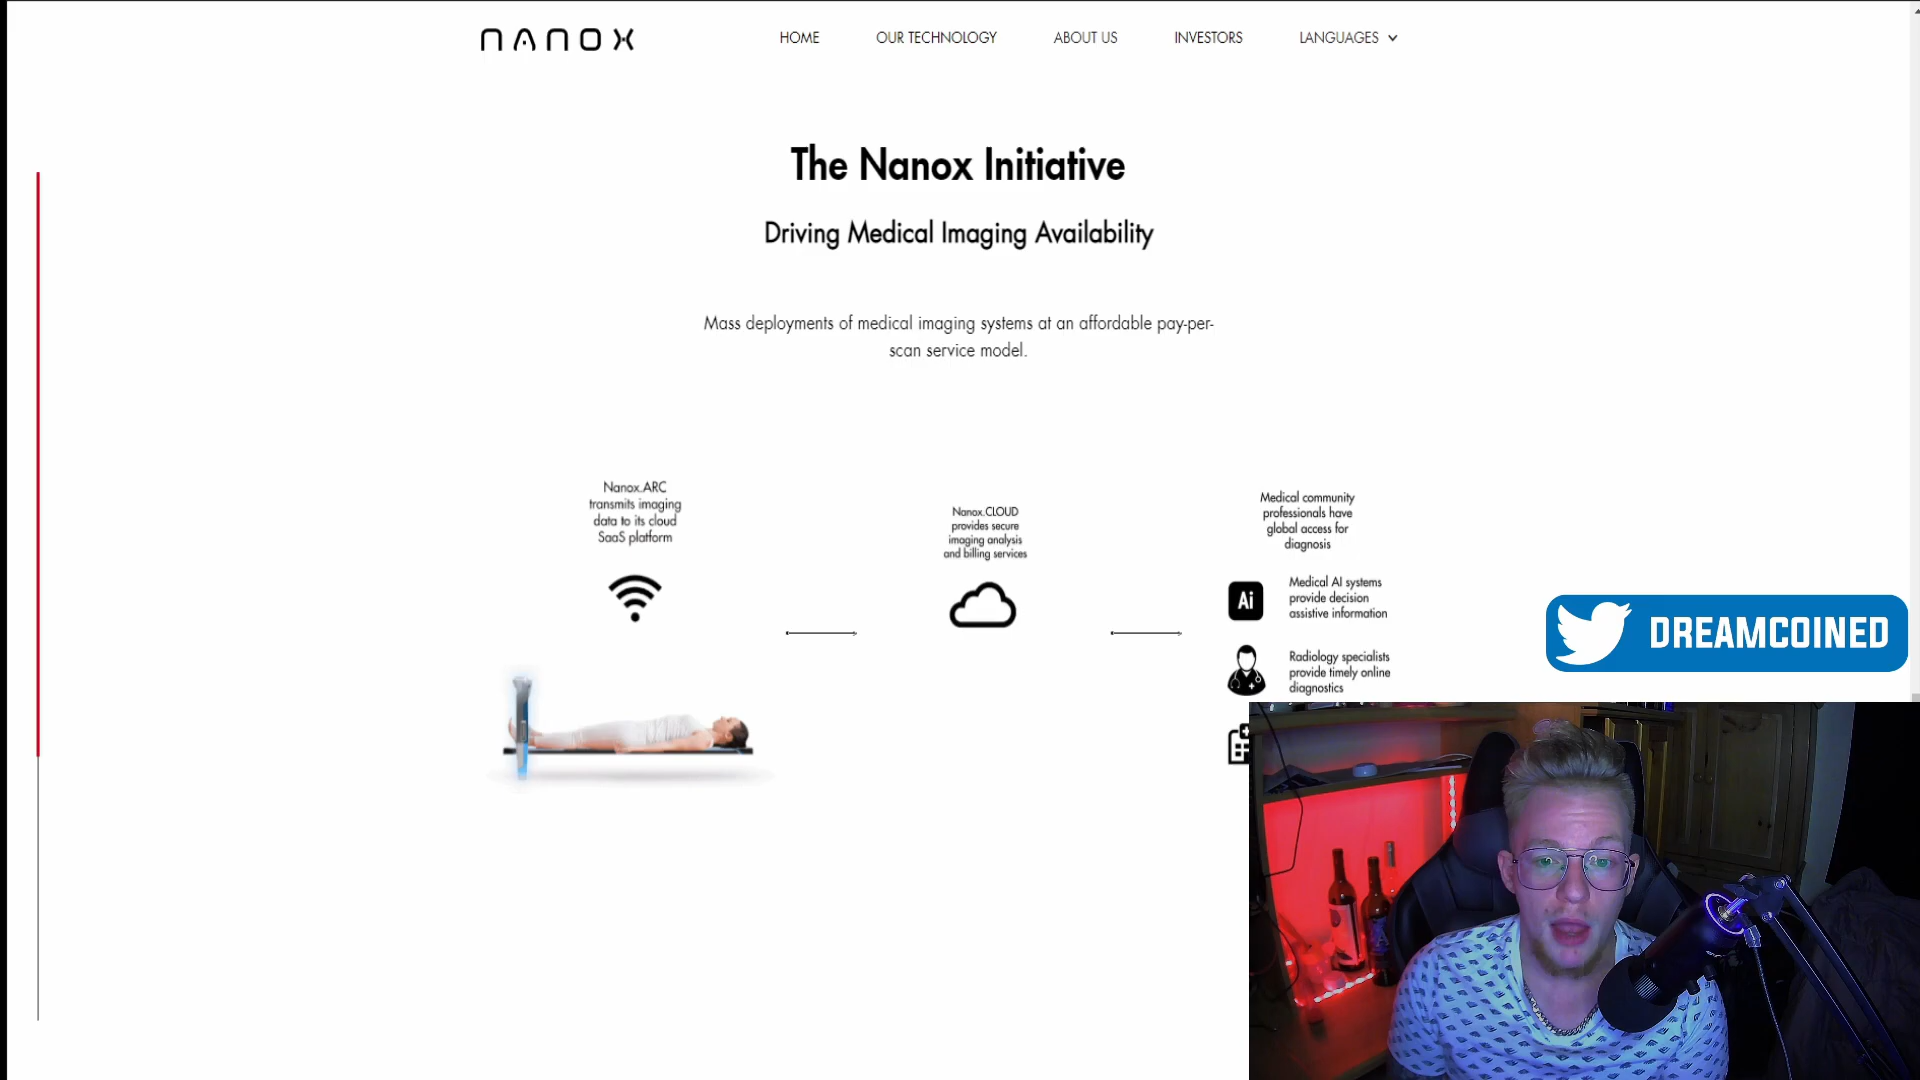 NANOX
HOME
OUR TECHNOLOGY
ABOUT US
INVESTORS
LANGUAGES
The Nanox Initiative
Driving Medical Imaging Availability
Mass deployments of medical imaging systems at an affordable pay-per-
scan service model.
Nanox.ARC
transmits imaging
data to its cloud
SaaS platform
Nanox.CLOUD
provides secure
imaging analysis
and billing services
Medical community
professionals have
global access for
diagnosis
Ai
Medical AI systems
provide decision
assistive information
Radiology specialists
provide timely online
diagnostics
DREAMCOINED